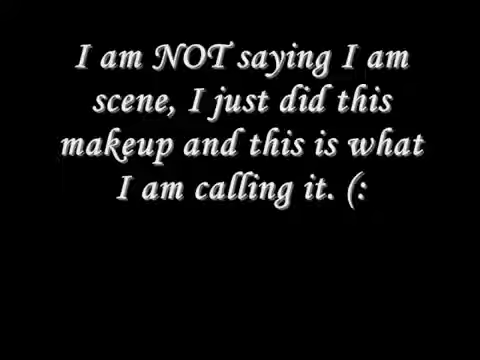 I am NOT saying I am
scene, I just did this
makeup and this is what
I am calling it. (: